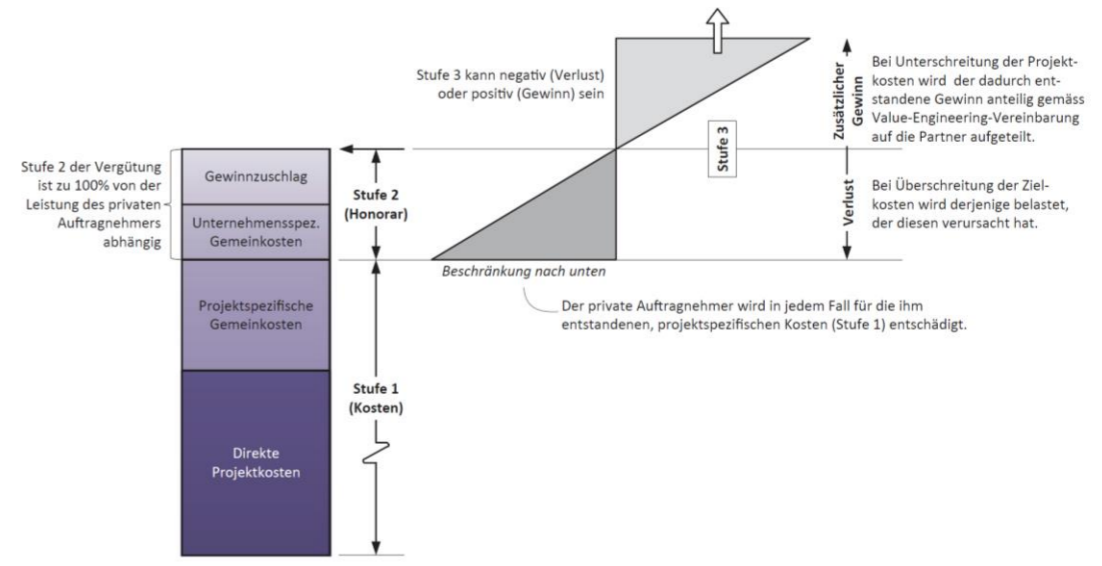 Stufe 3 kann negativ (Verlust)
oder positiv (Gewinn) sein
Zusätzlicher
Gewinn
Bei Unterschreitung der Projekt-
kosten wird der dadurch ent-
standene Gewinn anteilig gemäss
Value-Engineering-Vereinbarung
auf die Partner aufgeteilt.
Stufe 3
Stufe 2 der Vergütung
ist zu 100% von der
Leistung des privaten
Auftragnehmers
abhängig
Gewinnzuschlag
Unternehmensspez.
Gemeinkosten
Stufe 2
(Honorar)
Verlust
Bei Überschreitung der Ziel-
kosten wird derjenige belastet,
der diesen verursacht hat.
Beschränkung nach unten
Der private Auftragnehmer wird in jedem Fall für die ihm
entstandenen, projektspezifischen Kosten (Stufe 1) entschädigt.
Projektspezifische
Gemeinkosten
Stufe 1
(Kosten)
Direkte
Projektkosten